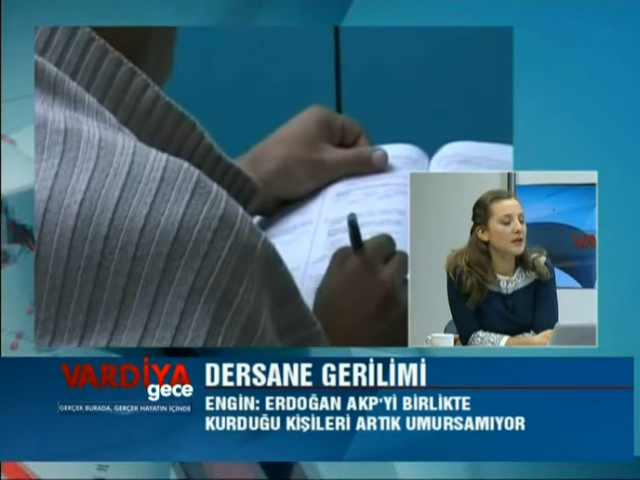 VARDİYA
gece
GERÇEK BURADA, GERÇEK HAYATIN İÇİNDE
DERSANE GERİLİMİ
ENGİN: ERDOĞAN AKP'Yİ BİRLİKTE
KURDUĞU KİŞİLERİ ARTIK UMURSAMIYOR